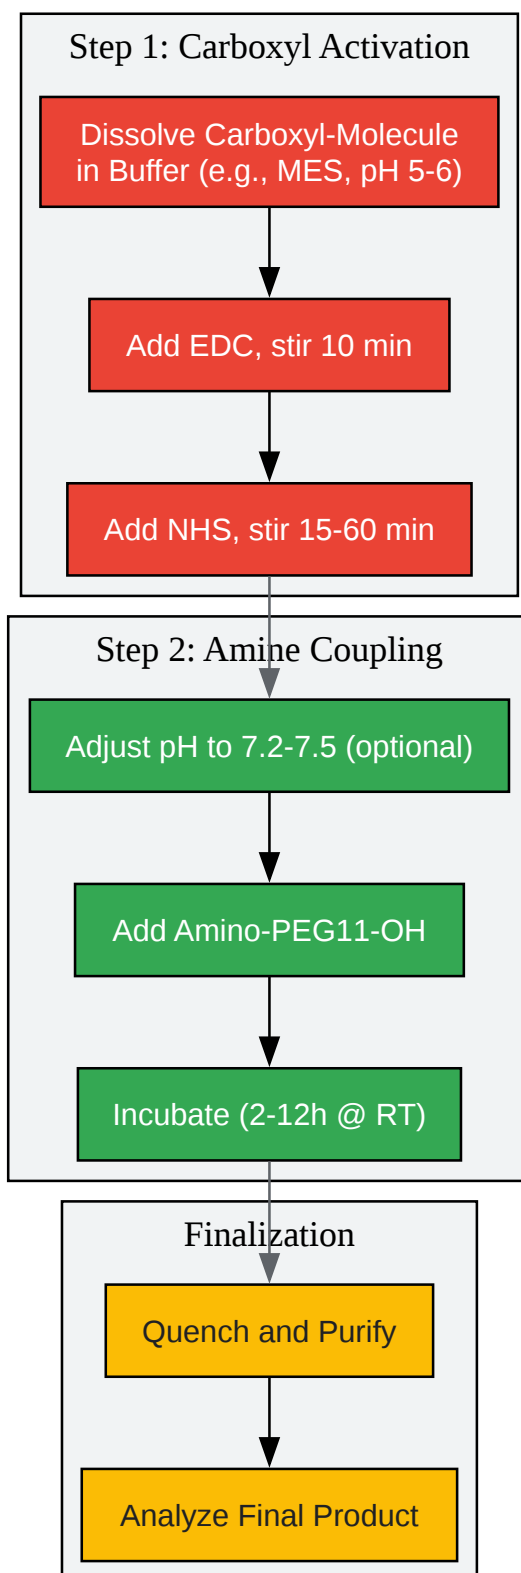 Step 1: Carboxyl Activation
Dissolve Carboxyl-Molecule
in Buffer (e.g., MES, pH 5-6)
Add EDC, stir 10 min
Add NHS, stir 15-60 min
Step 2: Amine Coupling
Adjust pH to 7.2-7.5 (optional)
Add Amino-PEG11-OH
Incubate (2-12h @ RT)
Finalization
Quench and Purify
Analyze Final Product